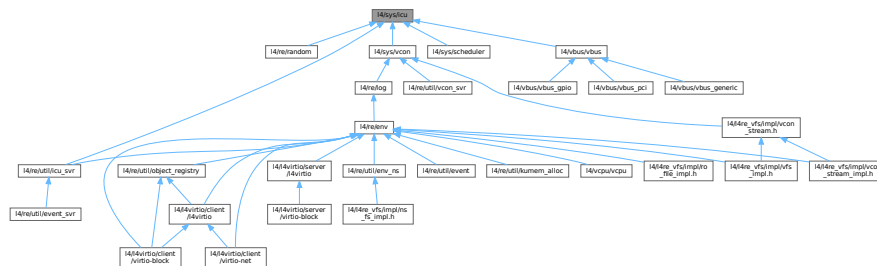 l4/sys/icu
l4/re/random
l4/sys/vcon
l4/sys/scheduler
l4/vbus/vbus
l4/re/log
l4/re/util/vcon_svr
l4/vbus/vbus_gpio
l4/vbus/vbus_pci
l4/vbus/vbus_generic
l4/re/env
l4/l4re_vfs/impl/vcon
_stream.h
l4/re/util/icu_svr
l4/re/util/object_registry
l4/l4virtio/server
/l4virtio
l4/re/util/env_ns
l4/re/util/event
l4/re/util/kumem_alloc
l4/vcpu/vcpu
l4/l4re_vfs/impl/ro
_file_impl.h
l4/l4re_vfs/impl/vfs
_impl.h
l4/l4re_vfs/impl/vcon
_stream_impl.h
l4/re/util/event_svr
l4/l4virtio/client
/l4virtio
l4/l4virtio/server
/virtio-block
l4/l4re_vfs/impl/ns
_fs_impl.h
l4/l4virtio/client
/virtio-block
l4/l4virtio/client
/virtio-net